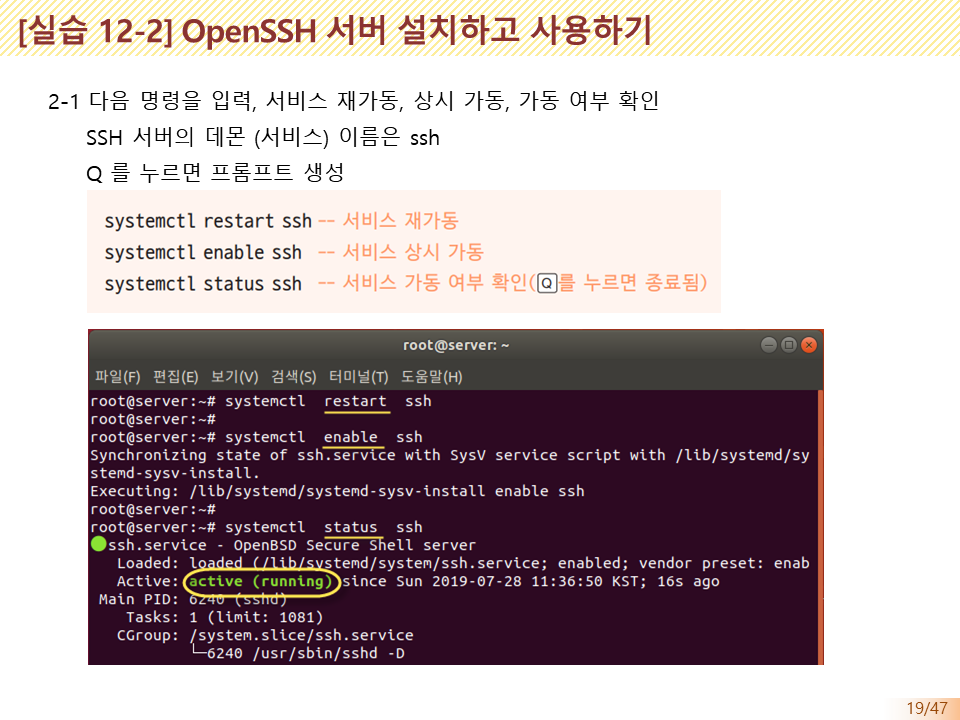 [실습 12-2] OpenSSH 서버 설치하고 사용하기
2-1 다음 명령을 입력, 서비스 재가동, 상시 가동, 가동 여부 확인
SSH 서버의 데몬 (서비스) 이름은 ssh
Q 를 누르면 프롬프트 생성
systemctl restart ssh -- 서비스 재가동
systemctl enable ssh -- 서비스 상시 가동
systemctl status ssh -- 서비스 가동 여부 확인(Q를 누르면 종료됨)
root@server: ~
파일(F) 편집(E) 보기(V) 검색(S) 터미널(T) 도움말(H)
root@server:~# systemctl restart ssh
root@server:~#
root@server:~# systemctl enable ssh
Synchronizing state of ssh.service with SysV service script with /lib/systemd/sy
stemd-sysv-install.
Executing: /lib/systemd/systemd-sysv-install enable ssh
root@server:~#
root@server:~# systemctl status ssh
●ssh.service - OpenBSD Secure Shell server
Loaded: loaded (/lib/systemd/system/ssh.service; enabled; vendor preset: enab
Active: active (running) since Sun 2019-07-28 11:36:50 KST; 16s ago
Main PID: 6240 (sshd)
Tasks: 1 (limit: 1081)
CGroup: /system.slice/ssh.service
└─6240 /usr/sbin/sshd -D
19/47